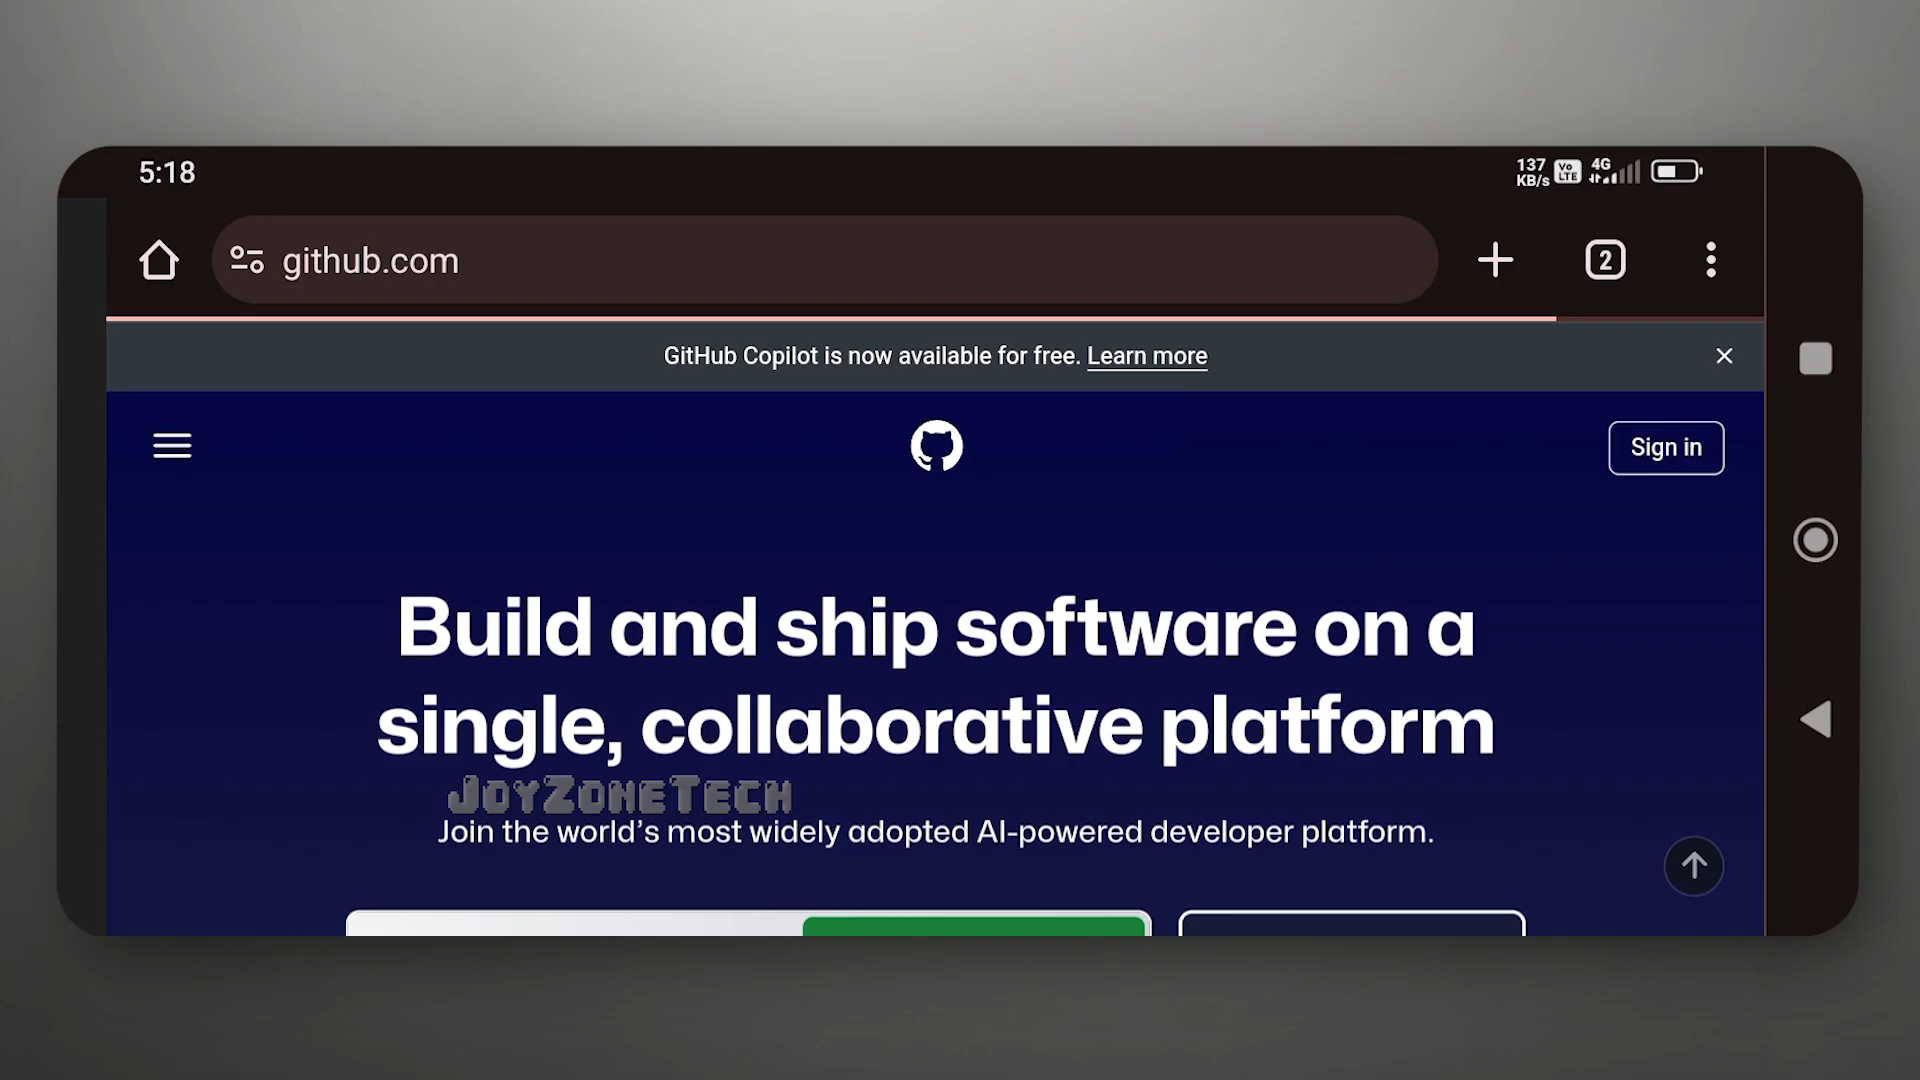 5:18
137
KB/s
Vo
LTE
4G
github.com
2
GitHub Copilot is now available for free. Learn more
Sign in
Build and ship software on a
single, collaborative platform
JoyZoneTech
Join the world's most widely adopted AI-powered developer platform.